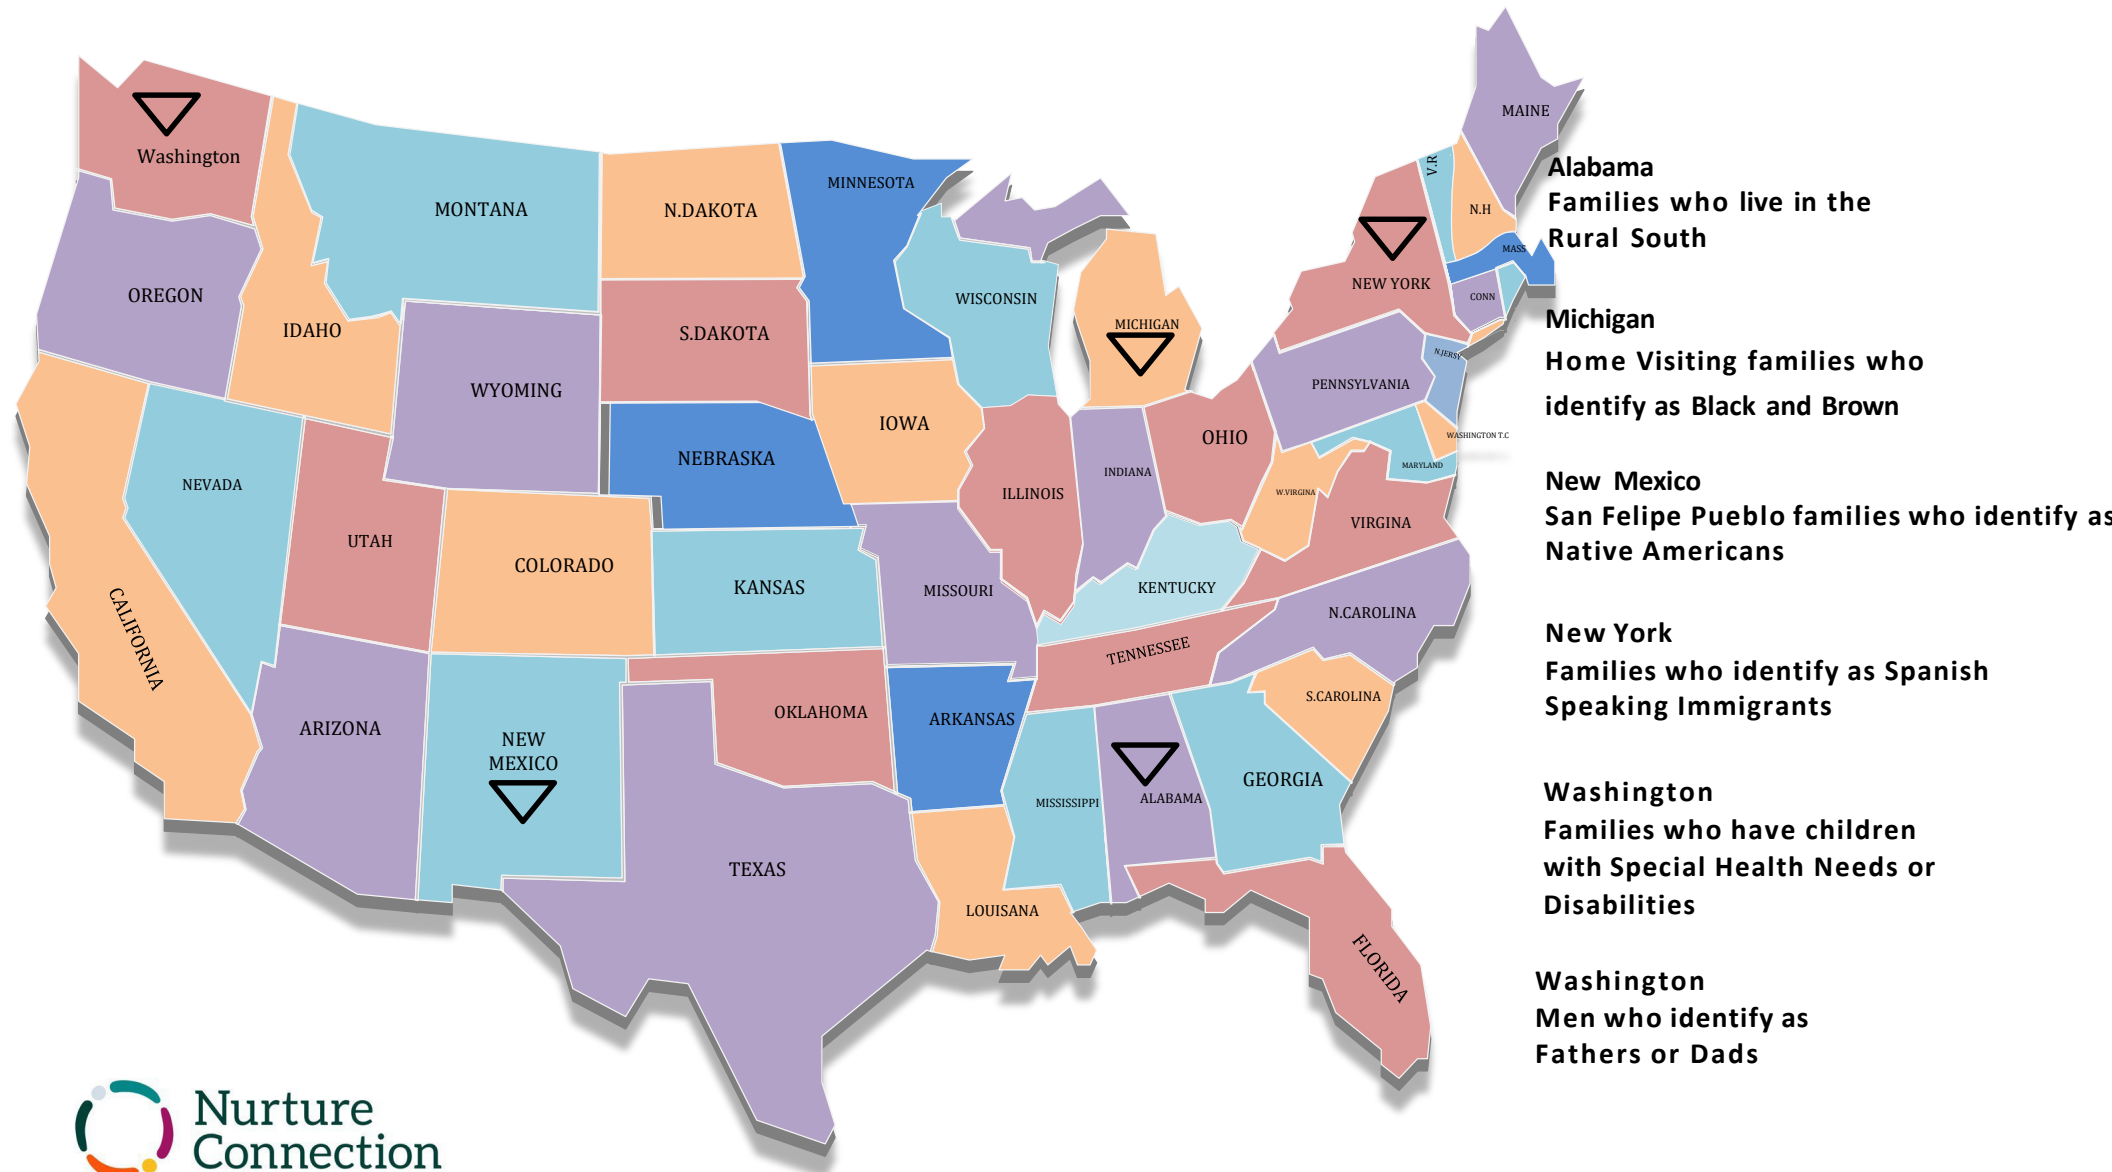 Washington
OREGON
CALIFORNIA
NEVADA
IDAHO
MONTANA
WYOMING
UTAH
ARIZONA
COLORADO
NEW
MEXICO
N.DAKOTA
S.DAKOTA
NEBRASKA
KANSAS
OKLAHOMA
TEXAS
MINNESOTA
IOWA
MISSOURI
ARKANSAS
LOUISANA
WISCONSIN
ILLINOIS
MICHIGAN
INDIANA
OHIO
KENTUCKY
TENNESSEE
MISSISSIPPI
ALABAMA
GEORGIA
FLORIDA
S.CAROLINA
N.CAROLINA
VIRGINA
W.VIRGINA
MARYLAND
WASHINGTON T.C
PENNSYLVANIA
N.JERSY
NEW YORK
CONN
MASS
V.R
N.H
MAINE
Alabama
Families who live in the
Rural South
Michigan
Home Visiting families who
identify as Black and Brown
New Mexico
San Felipe Pueblo families who identify as
Native Americans
New York
Families who identify as Spanish
Speaking Immigrants
Washington
Families who have children
with Special Health Needs or
Disabilities
Washington
Men who identify as
Fathers or Dads
Nurture
Connection